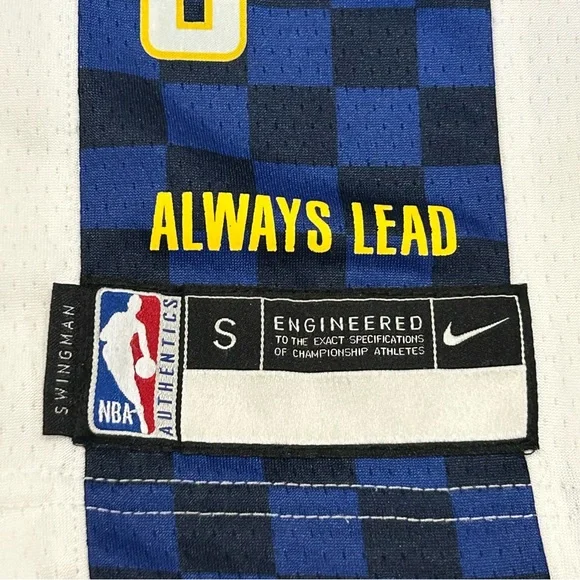 ALWAYS LEAD
SWINGMAN
NBA
AUTHENTICS
S
ENGINEERED
TO THE EXACT SPECIFICATIONS
OF CHAMPIONSHIP ATHLETES